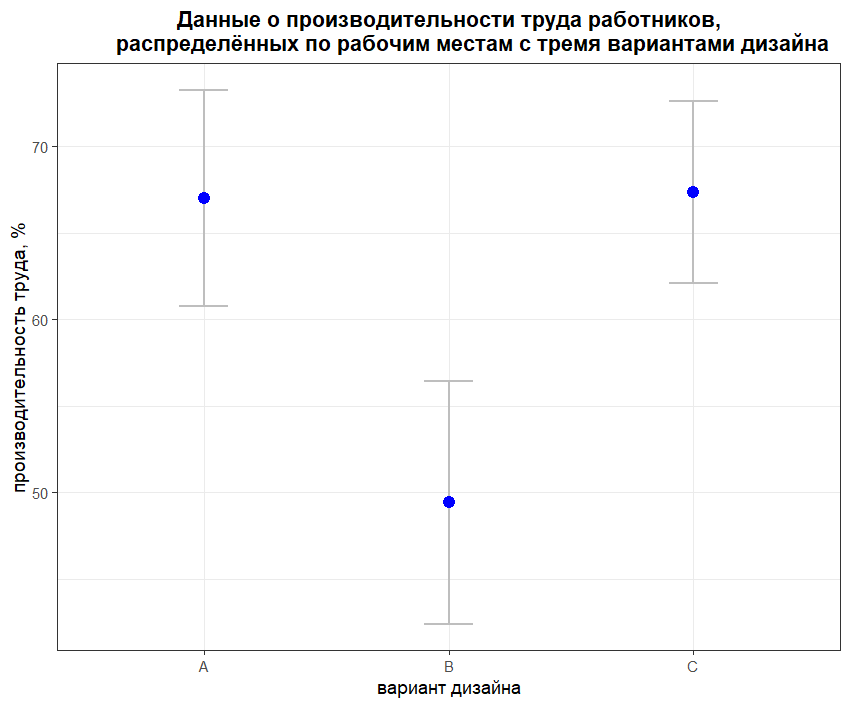 Данные о производительности труда работников,
распределённых по рабочим местам с тремя вариантами дизайна
производительность труда, %
70
60
50
A
B
C
вариант дизайна